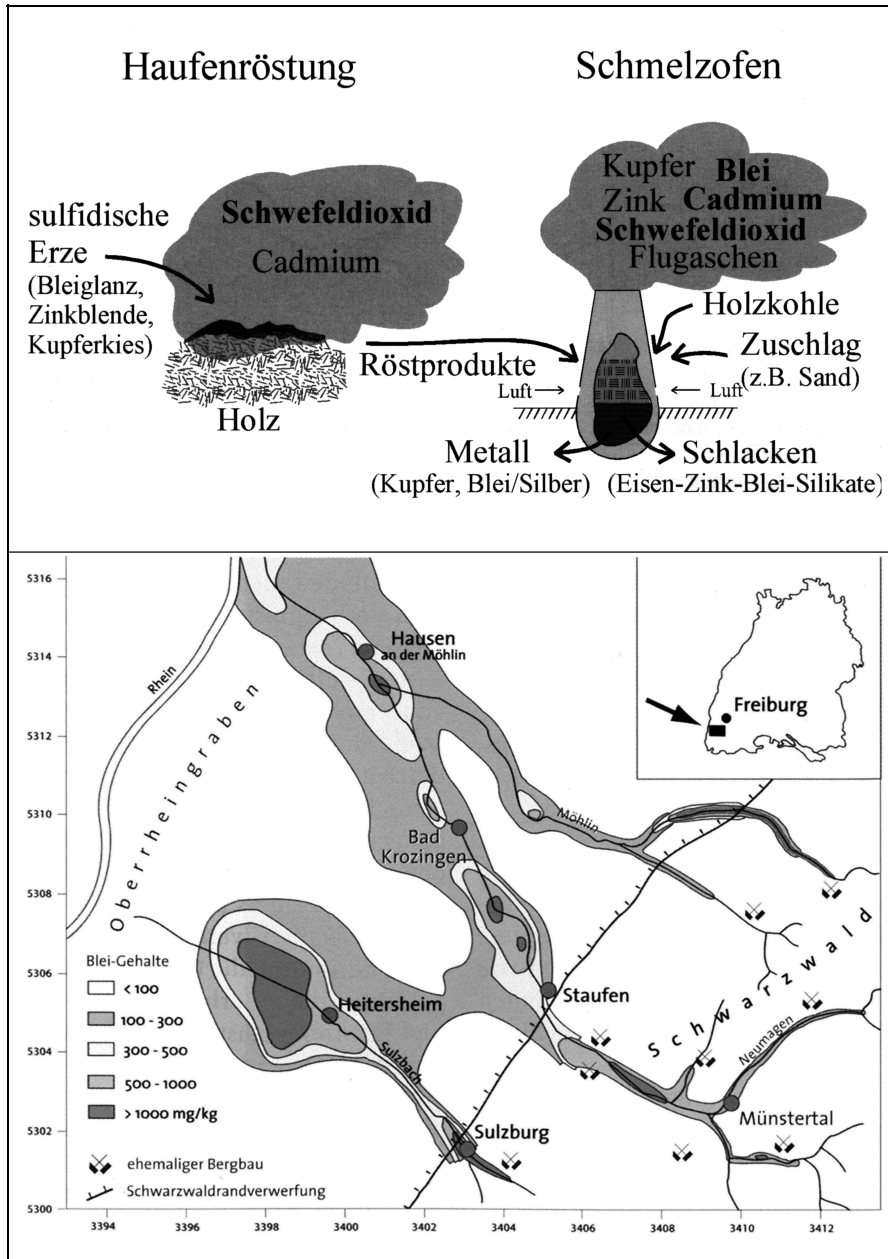 Haufenröstung
Schmelzofen
Schwefeldioxid
Cadmium
sulfidische
Erze
(Bleiglanz,
Zinkblende,
Kupferkies)
Holz
Röstprodukte
Kupfer Blei
Zink Cadmium
Schwefeldioxid
Flugaschen
Holzkohle
Zuschlag
(z.B. Sand)
Luft
Luft
Metall
(Kupfer, Blei/Silber)
Schlacken
(Eisen-Zink-Blei-Silikate)
5316
5314
5312
5310
5308
5306
5304
5302
5300
3394
3396
3398
3400
3402
3404
3406
3408
3410
3412
Rhein
Oberrheingraben
Hausen
an der Möhlin
Freiburg
Möhlin
Bad
Krozingen
Schwarzwald
Staufen
Neumagen
Münstertal
Heitersheim
Sulzbach
Sulzburg
Blei-Gehalte
< 100
100 - 300
300 - 500
500 - 1000
> 1000 mg/kg
ehemaliger Bergbau
Schwarzwaldrandverwerfung